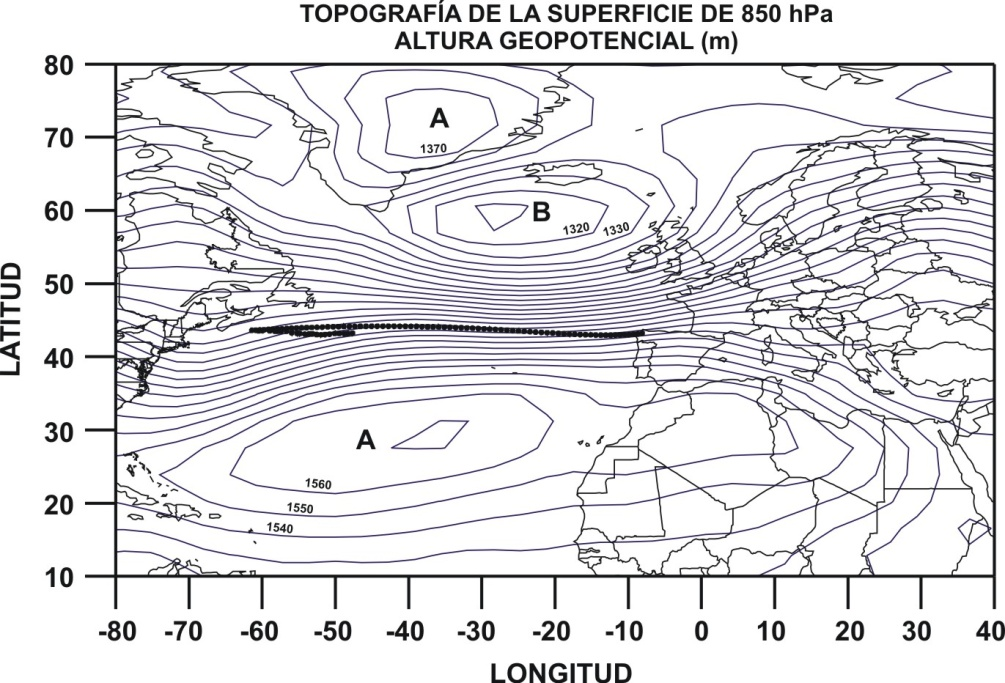 TOPOGRAFÍA DE LA SUPERFICIE DE 850 hPa
ALTURA GEOPOTENCIAL (m)
80
70
60
50
40
30
20
10
LATITUD
A
1370
B
1320 1330
A
1560
1550
1540
-80 -70 -60 -50 -40 -30 -20 -10 0 10 20 30 40
LONGITUD